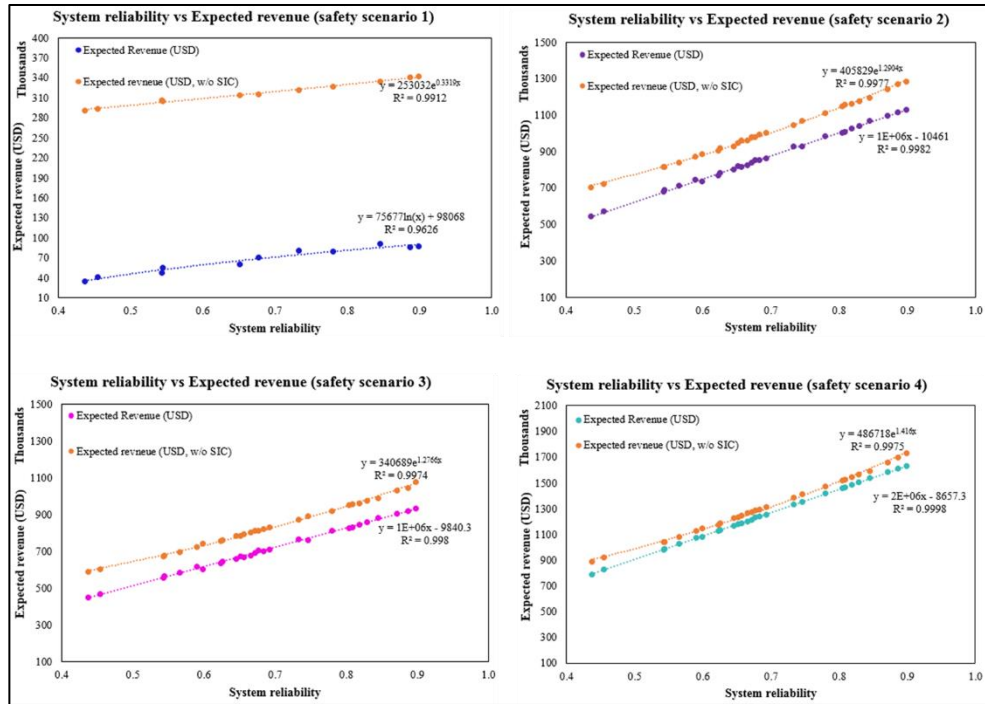 System reliability vs Expected revenue (safety scenario 1)
Thousands
Expected revenue (USD)
400
370
340
310
280
250
220
190
160
130
100
70
40
10
Expected Revenue (USD)
Expected revneue (USD, w/o SIC)
y = 253032e^0.3319x
R² = 0.9912
y = 75677ln(x) + 98068
R² = 0.9626
0.4 0.5 0.6 0.7 0.8 0.9 1.0
System reliability
System reliability vs Expected revenue (safety scenario 2)
Thousands
Expected revenue (USD)
1500
1300
1100
900
700
500
300
100
Expected Revenue (USD)
Expected revneue (USD, w/o SIC)
y = 405829e^1.2904x
R² = 0.9977
y = 1E+06x - 10461
R² = 0.9982
0.4 0.5 0.6 0.7 0.8 0.9 1.0
System reliability
System reliability vs Expected revenue (safety scenario 3)
Thousands
Expected revenue (USD)
1500
1300
1100
900
700
500
300
100
Expected Revenue (USD)
Expected revneue (USD, w/o SIC)
y = 340689e^1.2766x
R² = 0.9974
y = 1E+06x - 9840.3
R² = 0.998
0.4 0.5 0.6 0.7 0.8 0.9 1.0
System reliability
System reliability vs Expected revenue (safety scenario 4)
Thousands
Expected revenue (USD)
2100
1900
1700
1500
1300
1100
900
700
500
300
100
Expected Revenue (USD)
Expected revneue (USD, w/o SIC)
y = 486718e^1.416x
R² = 0.9975
y = 2E+06x - 8657.3
R² = 0.9998
0.4 0.5 0.6 0.7 0.8 0.9 1.0
System reliability